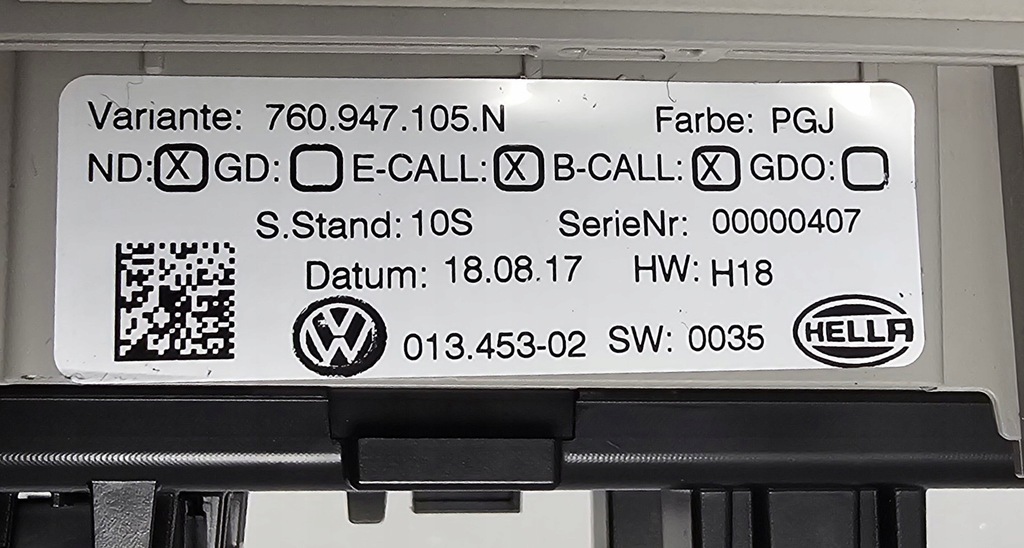 Variante: 760.947.105.N Farbe: PGJ
ND: X GD: E-CALL: X B-CALL: X GDO:
S.Stand: 10S SerieNr: 00000407
Datum: 18.08.17 HW: H18
VW 013.453-02 SW: 0035 HELLA